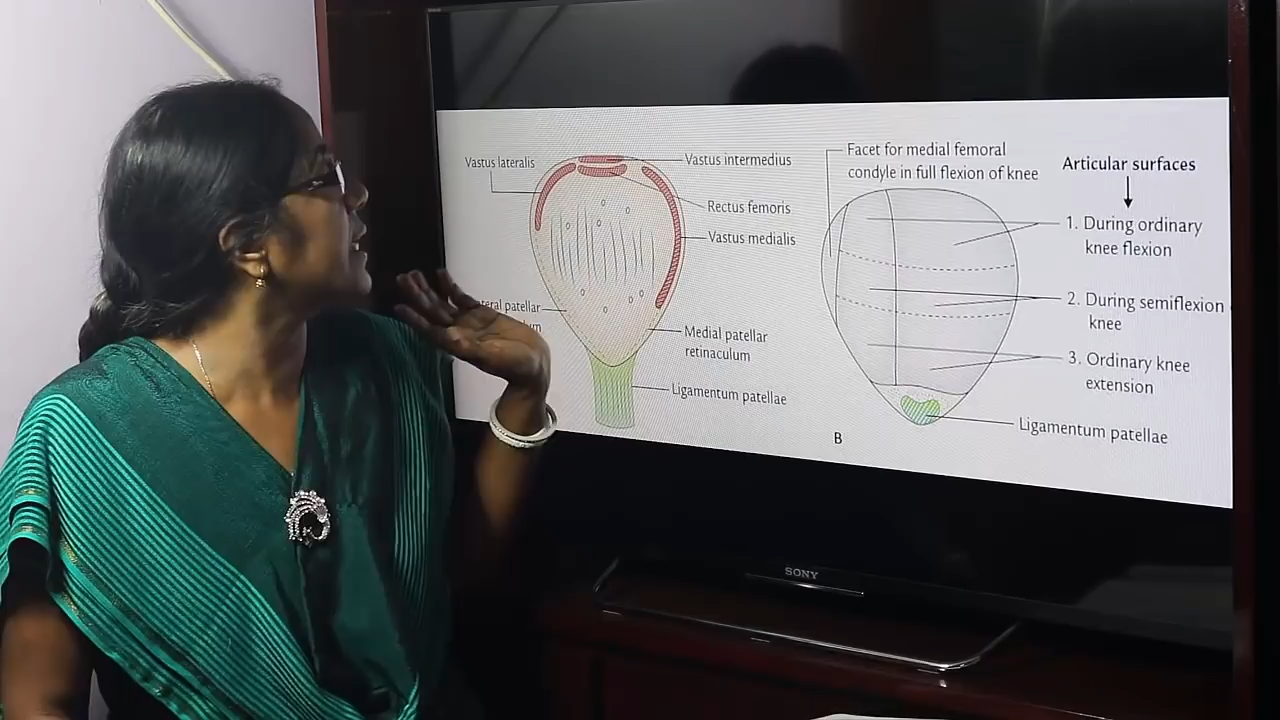 Vastus lateralis
Vastus intermedius
Rectus femoris
Vastus medialis
patellar
Medial patellar
retinaculum
Ligamentum patellae
Facet for medial femoral
condyle in full flexion of knee
Articular surfaces
1. During ordinary
knee flexion
2. During semiflexion
knee
3. Ordinary knee
extension
Ligamentum patellae
B
SONY